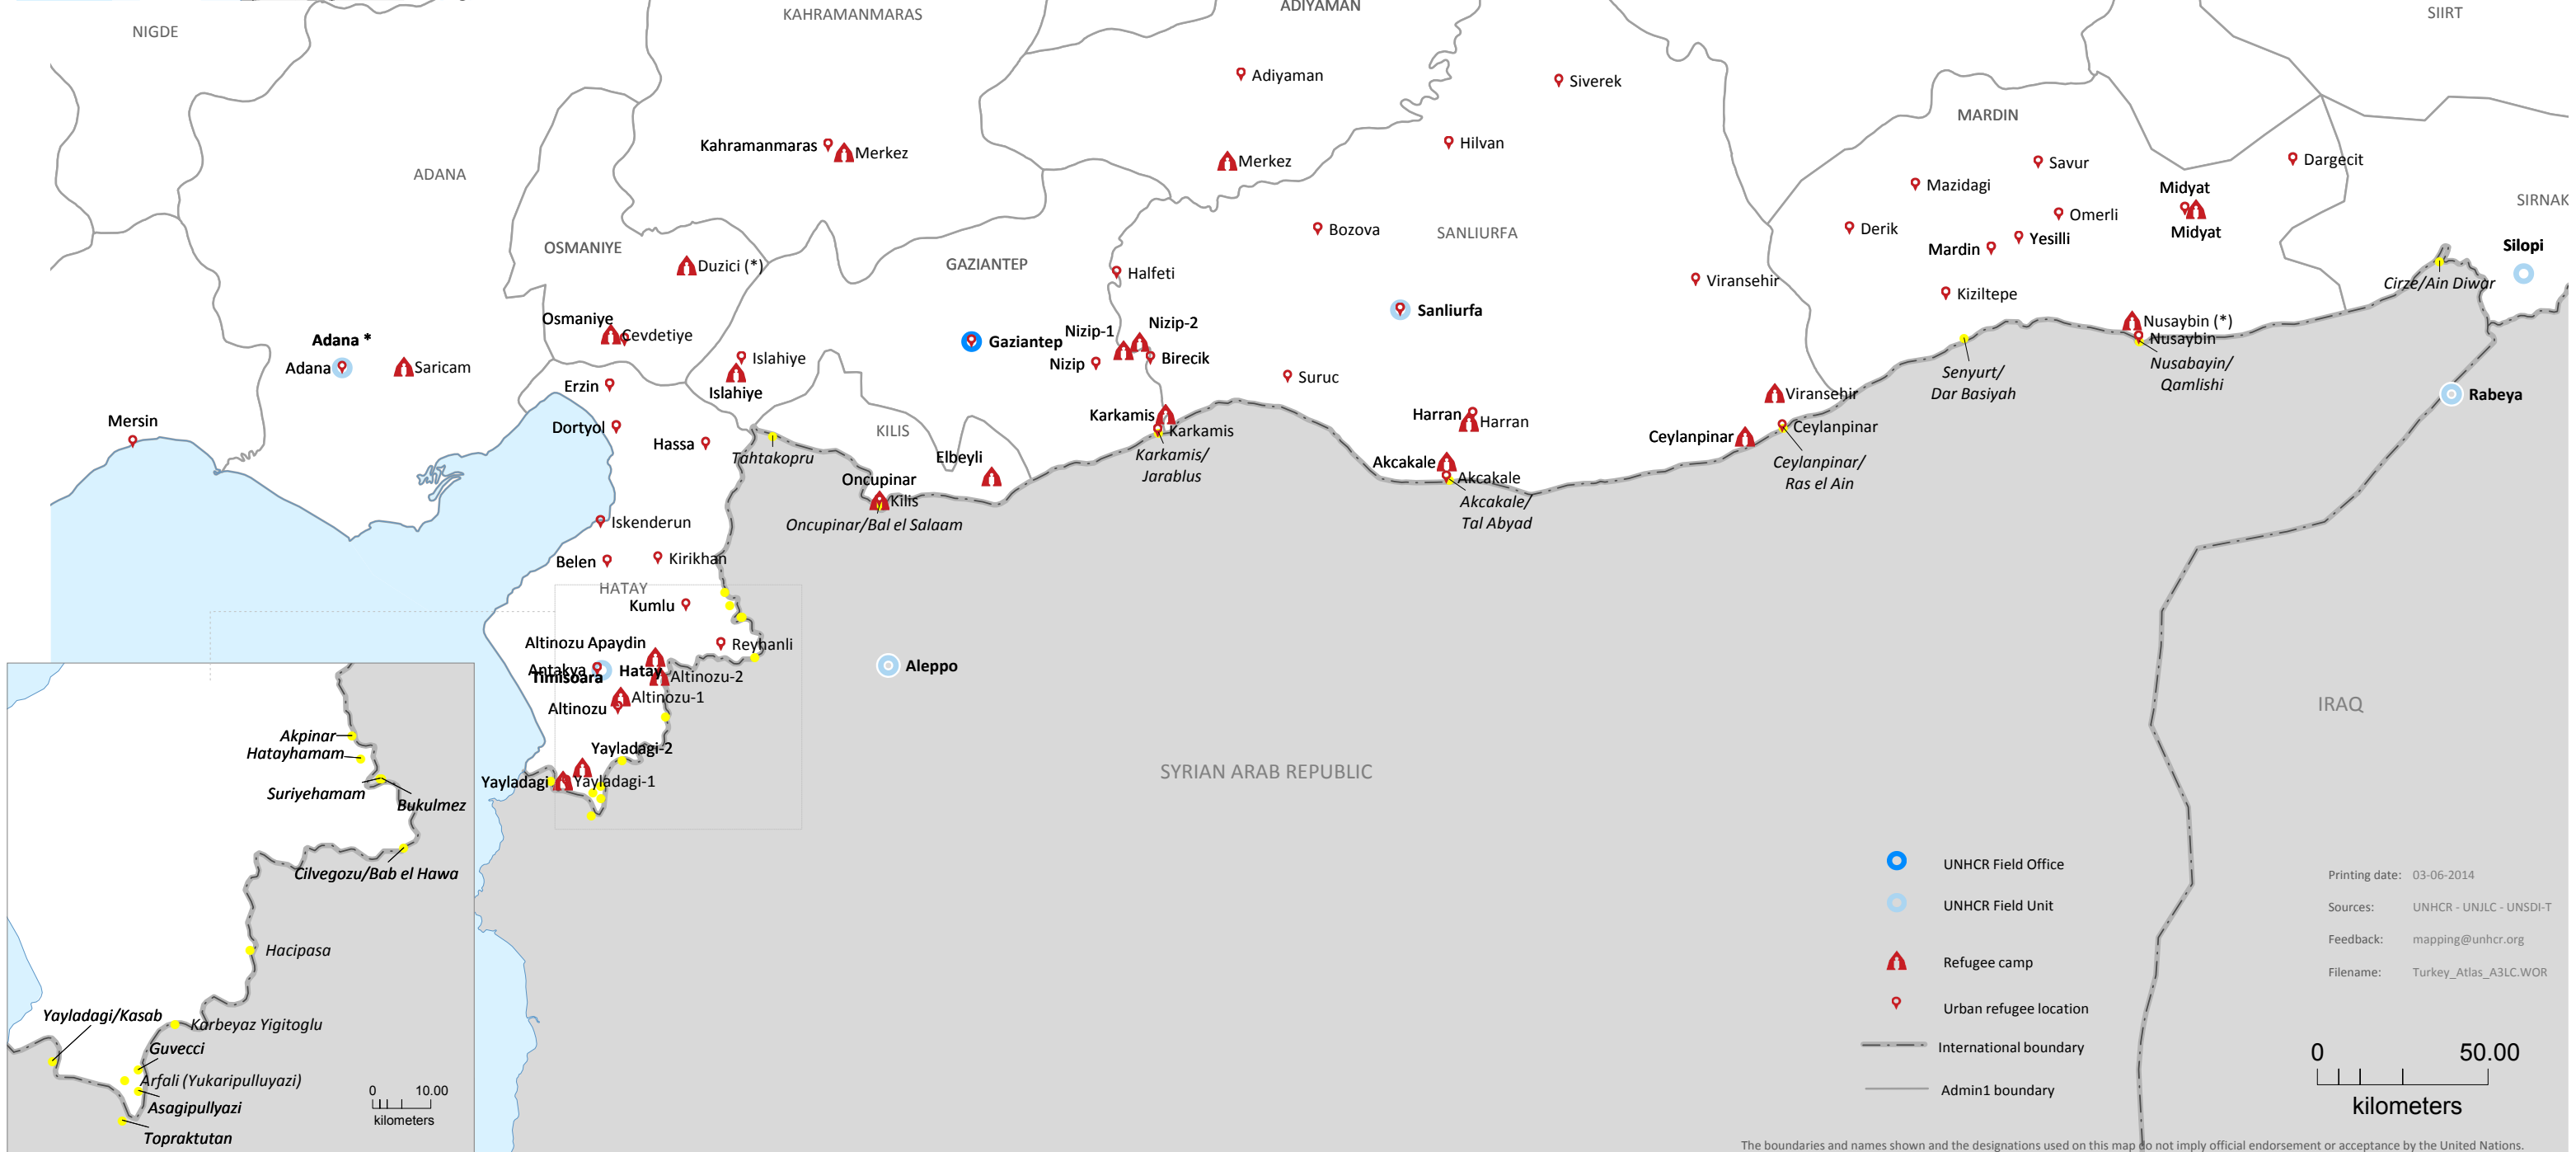 NIGDE
KAHRAMANMARAS
ADIYAMAN
SIIRT
Adiyaman
Siverek
MARDIN
Kahramanmaras
Merkez
Merkez
Hilvan
Savur
Dargecit
ADANA
Mazidagi
Midyat
SIRNAK
Omerli
Derik
Yesilli
Midyat
Bozova
SANLIURFA
Mardin
Silopi
OSMANIYE
Duzici (*)
GAZIANTEP
Halfeti
Viransehir
Kiziltepe
Cirze/Ain Diwar
Osmaniye
Cevdetiye
Nizip-1
Nizip-2
Sanliurfa
Nusaybin (*)
Nusaybin
Adana *
Adana
Saricam
Islahiye
Gaziantep
Nizip
Birecik
Suruc
Senyurt/
Dar Basiyah
Nusabayin/
Qamlishi
Erzin
Islahiye
Viransehir
Rabeya
Mersin
Dortyol
Hassa
KILIS
Karkamis
Karkamis
Harran
Harran
Ceylanpinar
Ceylanpinar
Tahtakopru
Elbeyli
Karkamis/
Jarablus
Akcakale
Akcakale
Ceylanpinar/
Ras el Ain
Oncupinar
Kilis
Oncupinar/Bal el Salaam
Akcakale/
Tal Abyad
Iskenderun
Belen
Kirikhan
HATAY
Kumlu
Altinozu Apaydin
Reyhanli
Antakya
Timisoara
Hatay
Altinozu-2
Aleppo
Altinozu-1
Altinozu
IRAQ
Yayladagi-2
Yayladagi
Yayladagi-1
SYRIAN ARAB REPUBLIC
Akpinar
Hatayhamam
Suriyehamam
Bukulmez
Cilvegozu/Bab el Hawa
Hacipasa
Yayladagi/Kasab
Karbeyaz Yigitoglu
Guvecci
Arfali (Yukaripulluyazi)
Asagipullyazi
Topraktutan
0 10.00
kilometers
UNHCR Field Office
UNHCR Field Unit
Refugee camp
Urban refugee location
International boundary
Admin1 boundary
Printing date: 03-06-2014
Sources: UNHCR - UNJLC - UNSDI-T
Feedback: mapping@unhcr.org
Filename: Turkey_Atlas_A3LC.WOR
0 50.00
kilometers
The boundaries and names shown and the designations used on this map do not imply official endorsement or acceptance by the United Nations.